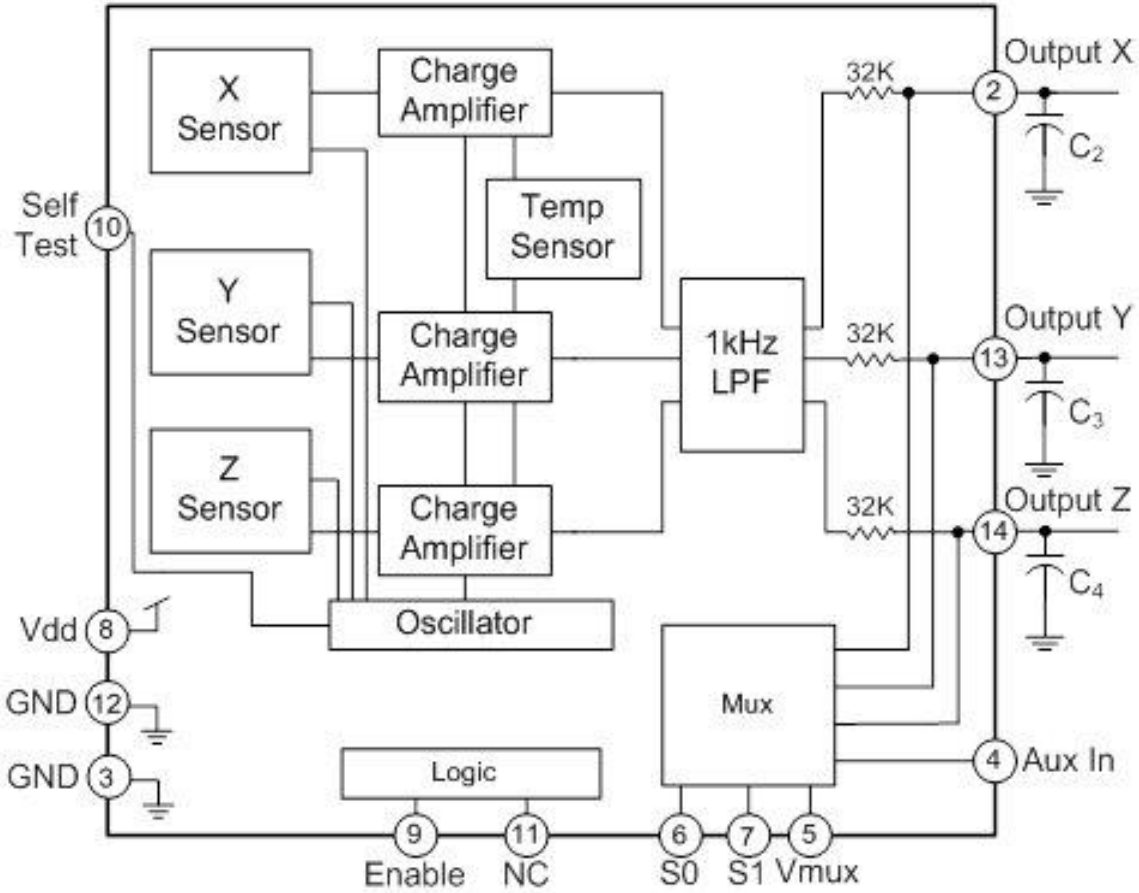 X
Sensor
Charge
Amplifier
32K
Output X
2
C2
Self
Test
10
Temp
Sensor
Y
Sensor
Charge
Amplifier
1kHz
LPF
32K
Output Y
13
C3
Z
Sensor
Charge
Amplifier
32K
Output Z
14
C4
Oscillator
Vdd
8
GND
12
GND
3
Mux
Logic
4
Aux In
9
Enable
11
NC
6
S0
7
S1
5
Vmux